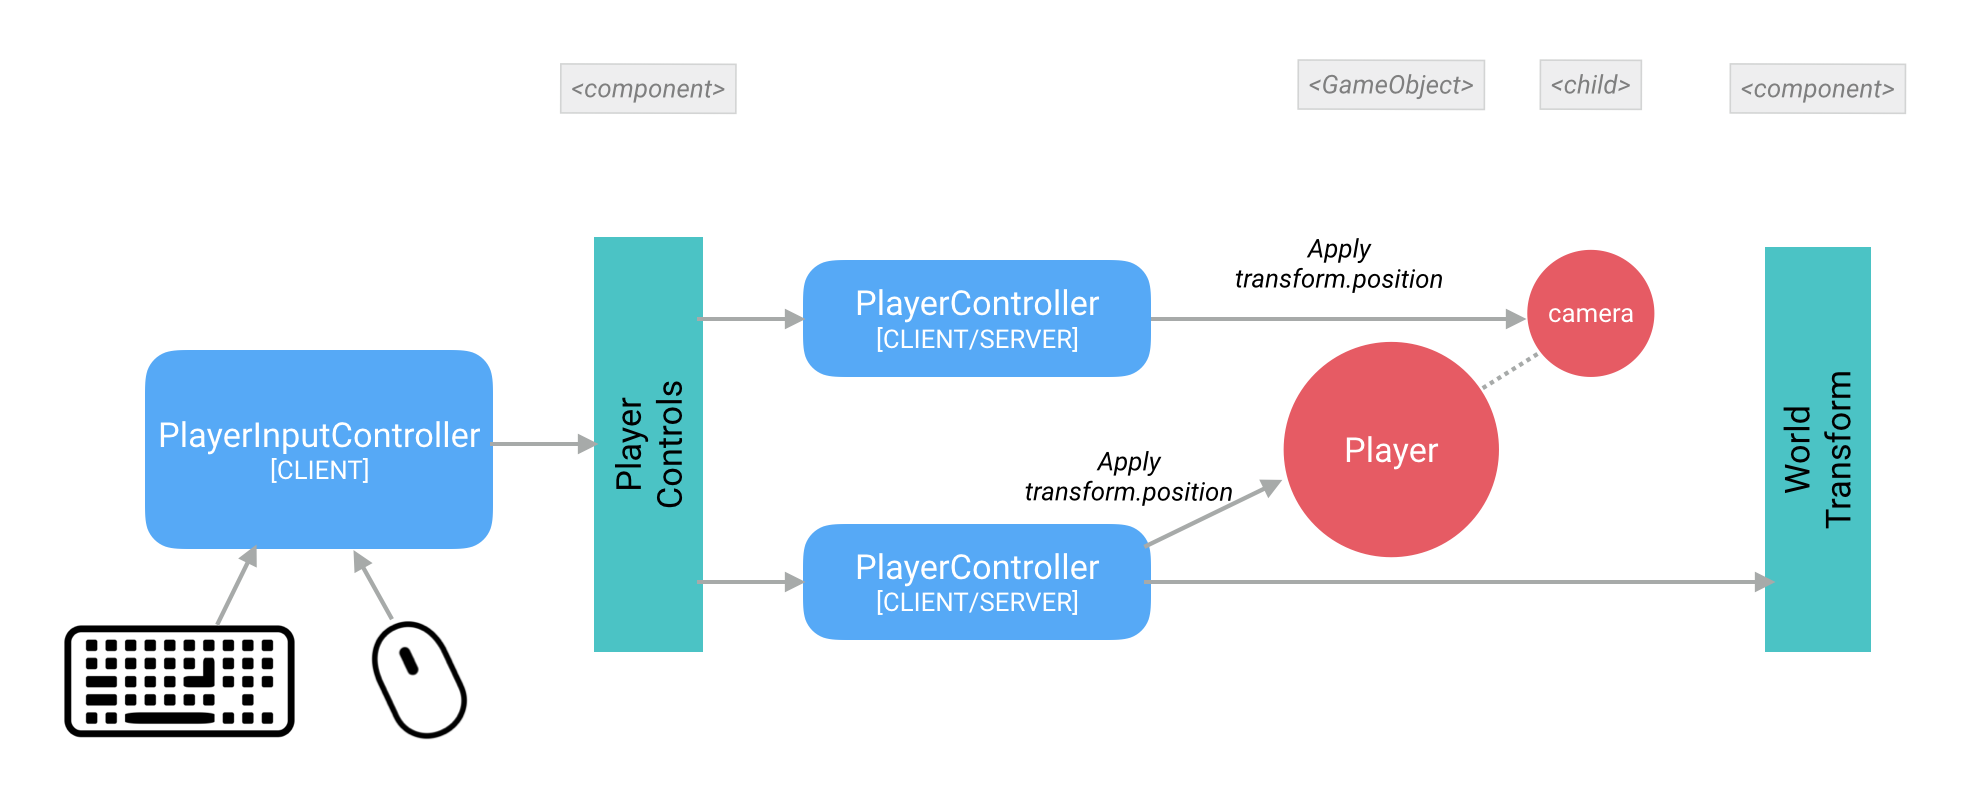 <component>
<GameObject>
<child>
<component>
PlayerInputController
[CLIENT]
Player
Controls
PlayerController
[CLIENT/SERVER]
Apply
transform.position
camera
Player
Apply
transform.position
PlayerController
[CLIENT/SERVER]
World
Transform